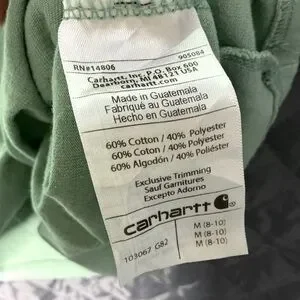 RN#14806 905084
Carhartt, Inc. P.O. Box 600
Dearborn, MI 48121 USA
carhartt.com
Made in Guatemala
Fabriqué au Guatemala
Hecho en Guatemala
60% Cotton / 40% Polyester
60% Coton / 40% Polyester
60% Algodón / 40% Poliéster
Exclusive Trimming
Sauf Garnitures
Excepto Adorno
carhartt
103067 G82
M (8-10)
M (8-10)
M (8-10)